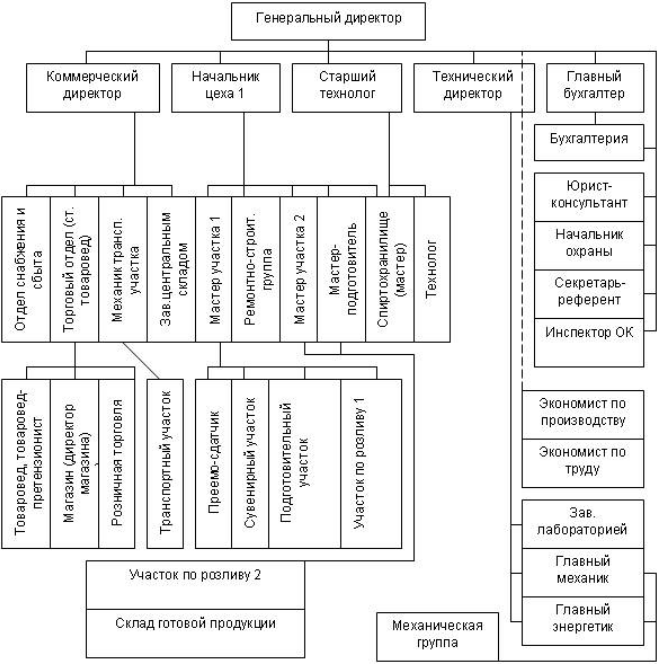 Генеральный директор
Коммерческий
директор
Начальник
цеха 1
Старший
технолог
Технический
директор
Главный
бухгалтер
Бухгалтерия
Юрист-
консультант
Начальник
охраны
Секретарь-
референт
Инспектор ОК
Отдел снабжения и
сбыта
Торговый отдел (ст.
товаровед)
Механик трансп.
участка
Зав.центральным
складом
Мастер участка 1
Ремонтно-строит.
группа
Мастер участка 2
Мастер-
подготовитель
Спиртохранилище
(мастер)
Технолог
Товаровед, товаровед-
претензионист
Магазин (директор
магазина)
Розничная торговля
Транспортный участок
Преемо-сдатчик
Сувенирный участок
Подготовительный
участок
Участок по розливу 1
Экономист по
производству
Экономист по
труду
Зав.
лабораторией
Главный
механик
Главный
энергетик
Участок по розливу 2
Склад готовой продукции
Механическая
группа